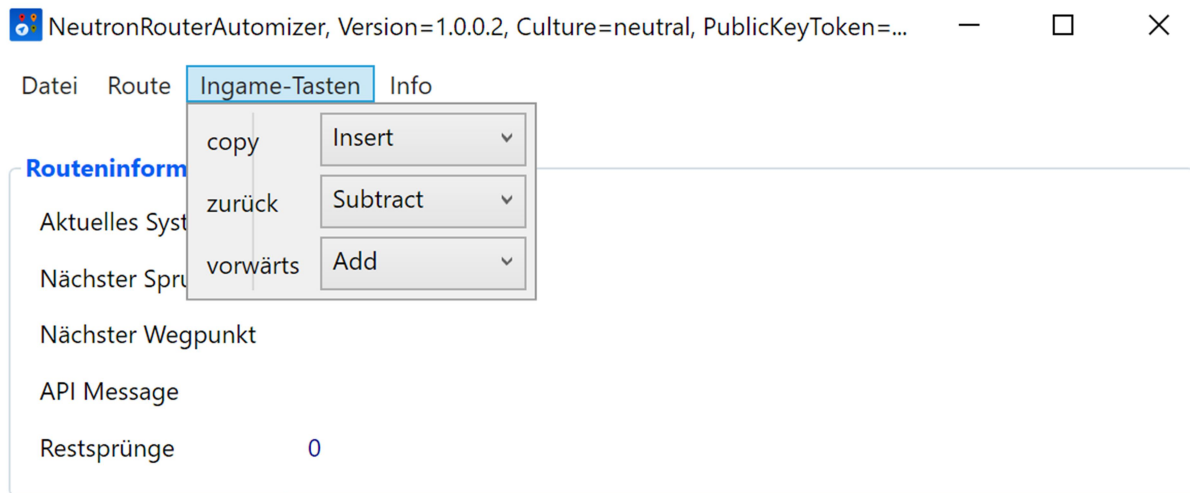 NeutronRouterAutomizer, Version=1.0.0.2, Culture=neutral, PublicKeyToken=...
Datei Route Ingame-Tasten Info
copy Insert
Routeninform
zurück Subtract
Aktuelles Syst
vorwärts Add
Nächster Spru
Nächster Wegpunkt
API Message
Restsprünge 0